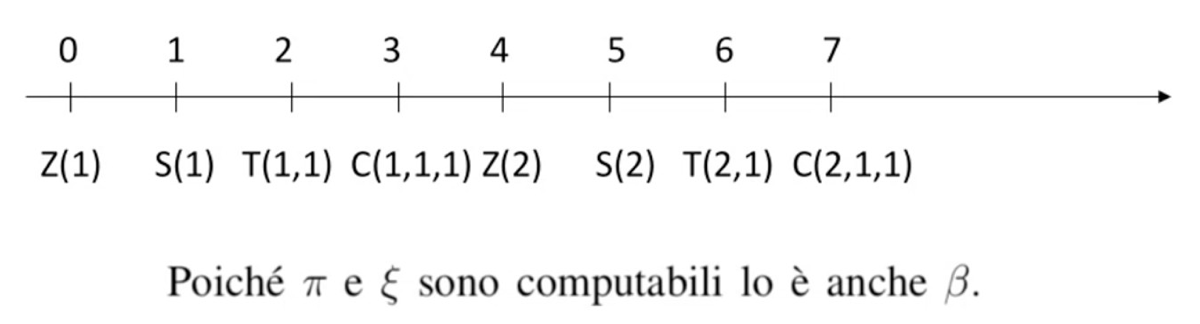 0 1 2 3 4 5 6 7
Z(1) S(1) T(1,1) C(1,1,1) Z(2) S(2) T(2,1) C(2,1,1)
Poiché π e ξ sono computabili lo è anche β.